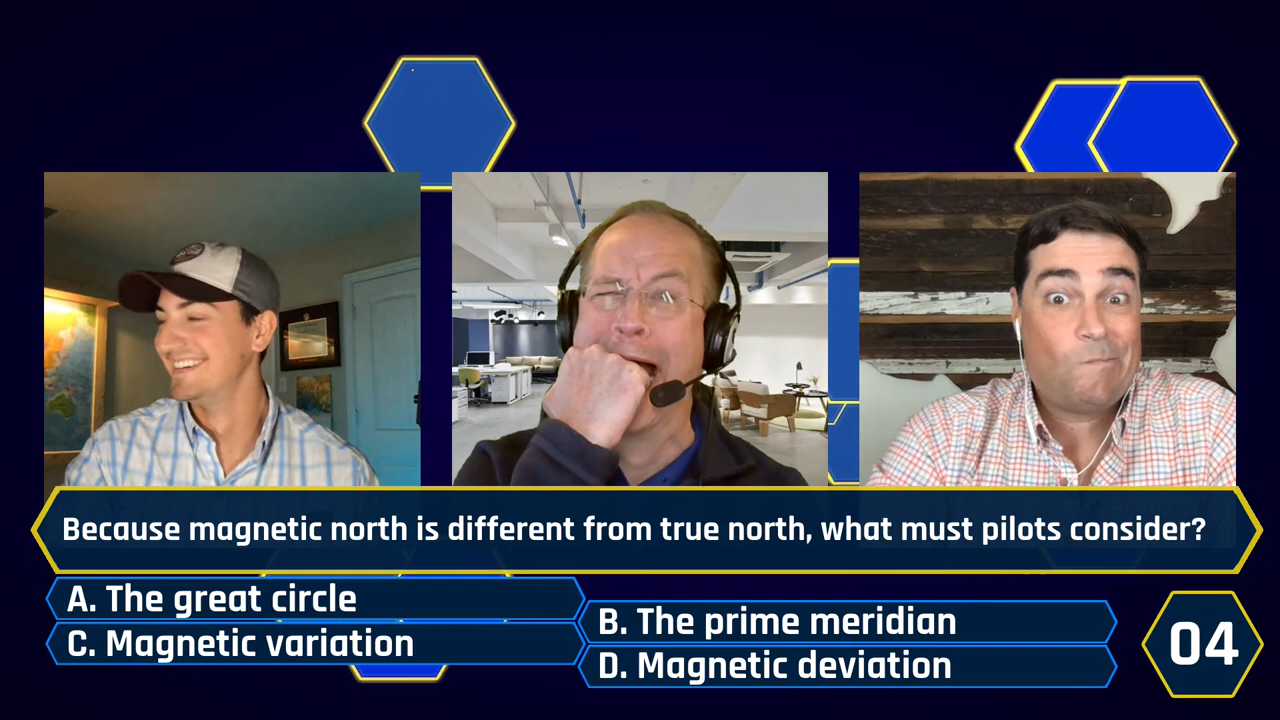 Because magnetic north is different from true north, what must pilots consider?
A. The great circle
B. The prime meridian
C. Magnetic variation
D. Magnetic deviation
04